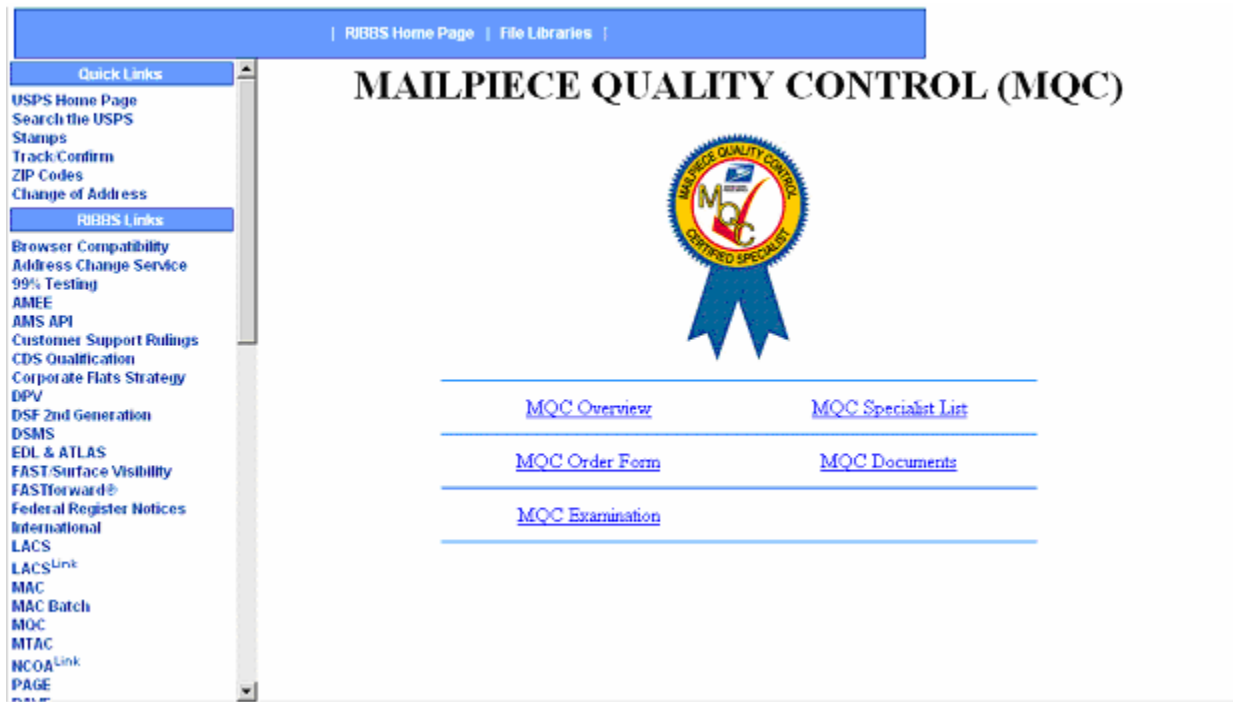 | RIBBS Home Page | File Libraries |
Quick Links
USPS Home Page
Search the USPS
Stamps
Track/Confirm
ZIP Codes
Change of Address
RIBBS Links
Browser Compatibility
Address Change Service
99% Testing
AMEE
AMS API
Customer Support Rulings
CDS Qualification
Corporate Flats Strategy
DPV
DSF 2nd Generation
DSMS
EDL & ATLAS
FAST/Surface Visibility
FASTforward®
Federal Register Notices
International
LACS
LACSLink
MAC
MAC Batch
MQC
MTAC
NCOALink
PAGE
MAILPIECE QUALITY CONTROL (MQC)
MAILPIECE QUALITY CONTROL
MQC
CERTIFIED SPECIALIST
MQC Overview MQC Specialist List
MQC Order Form MQC Documents
MQC Examination